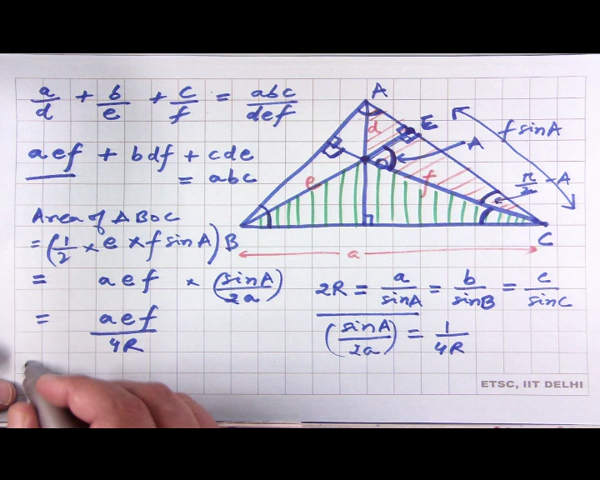 a/d + b/e + c/f = abc/def
aef + bdf + cde
= abc
Area of ΔBOC
= (1/2 × e × f sinA)
= aef × (sinA/2a)
= aef/4R
A
d
E
A
f sinA
O
e
f
π/2 - A
B
C
a
2R = a/sinA = b/sinB = c/sinC
(sinA/2a) = 1/4R
ETSC, IIT DELHI